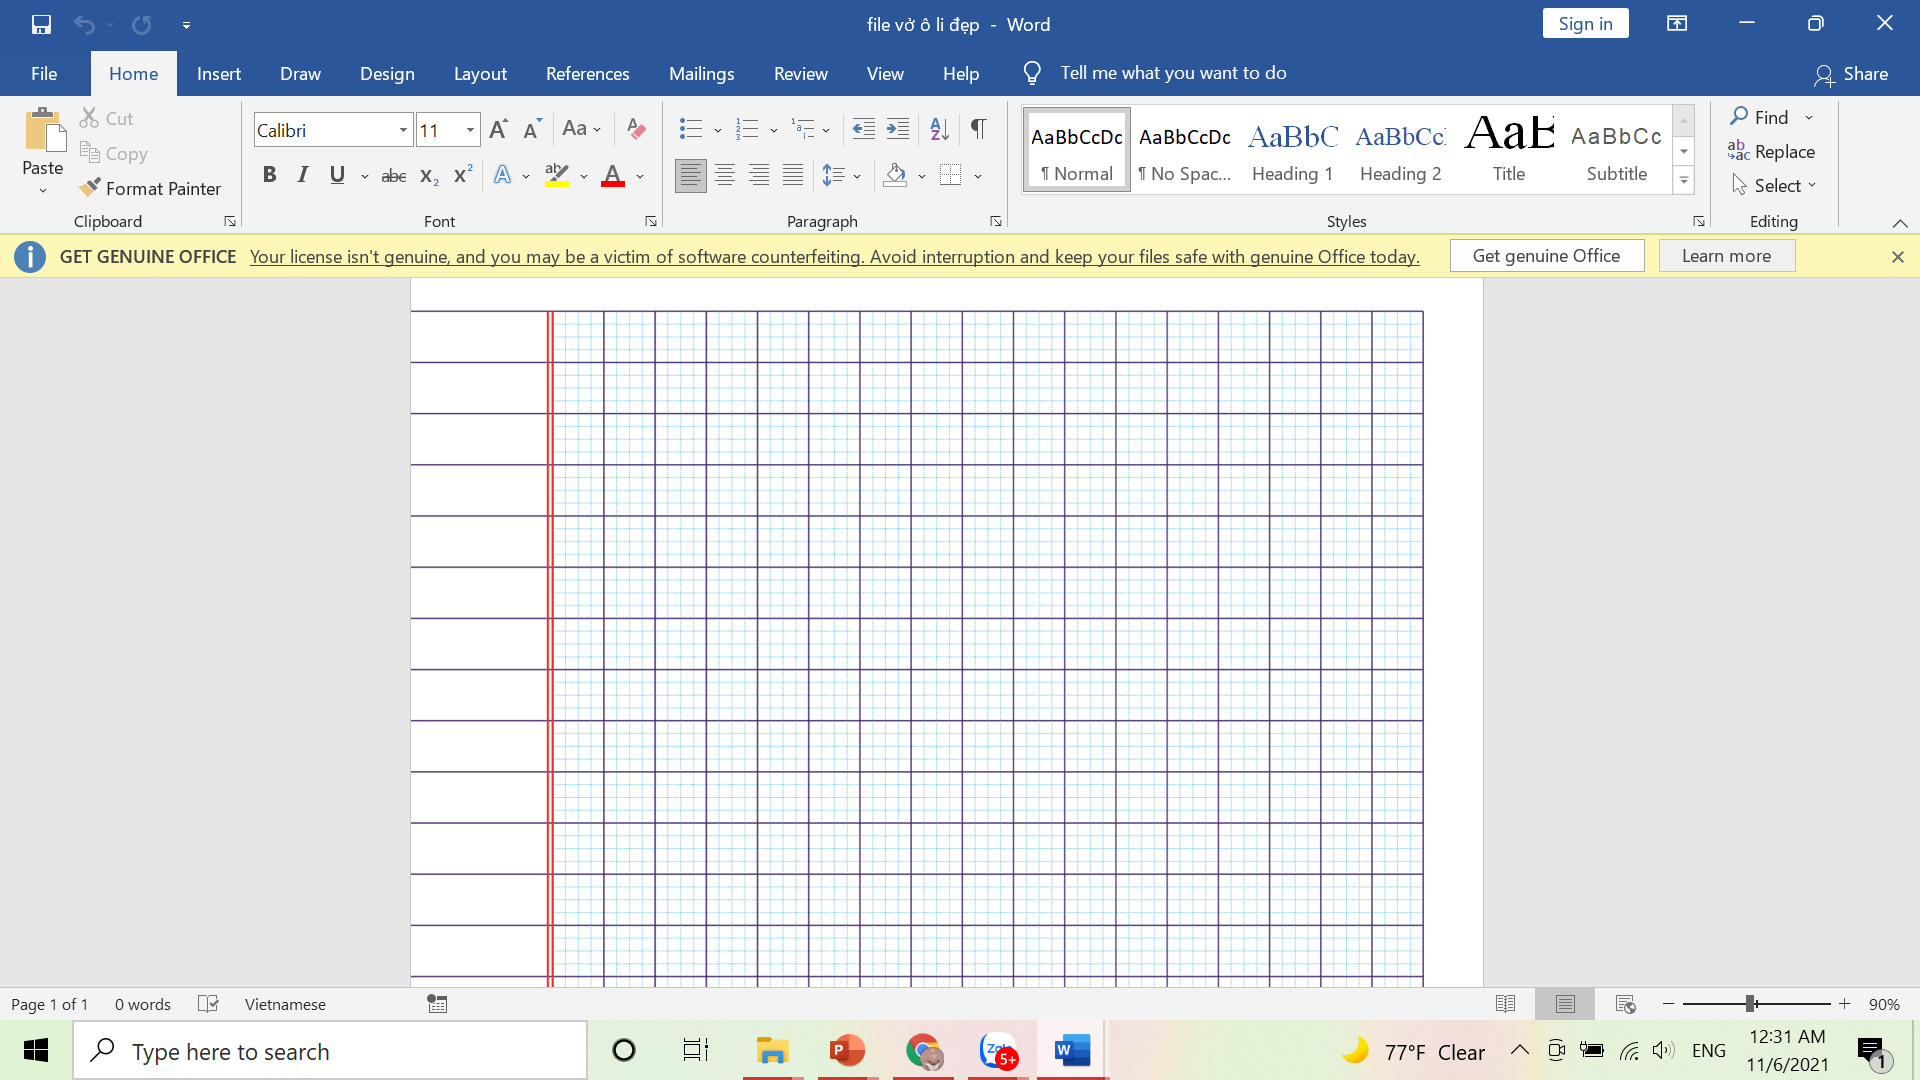 file vở ô li đẹp - Word
Sign in
File Home Insert Draw Design Layout References Mailings Review View Help Tell me what you want to do Share
Paste
Cut
Copy
Format Painter
Clipboard
Calibri 11
Font
Paragraph
AaBbCcDc AaBbCcDc AaBbC AaBbCc AaB AaBbCc
¶ Normal ¶ No Spac... Heading 1 Heading 2 Title Subtitle
Styles
Find
Replace
Select
Editing
GET GENUINE OFFICE Your license isn't genuine, and you may be a victim of software counterfeiting. Avoid interruption and keep your files safe with genuine Office today. Get genuine Office Learn more
Page 1 of 1 0 words Vietnamese 90%
Type here to search
5+
77°F Clear ENG
12:31 AM
11/6/2021
1